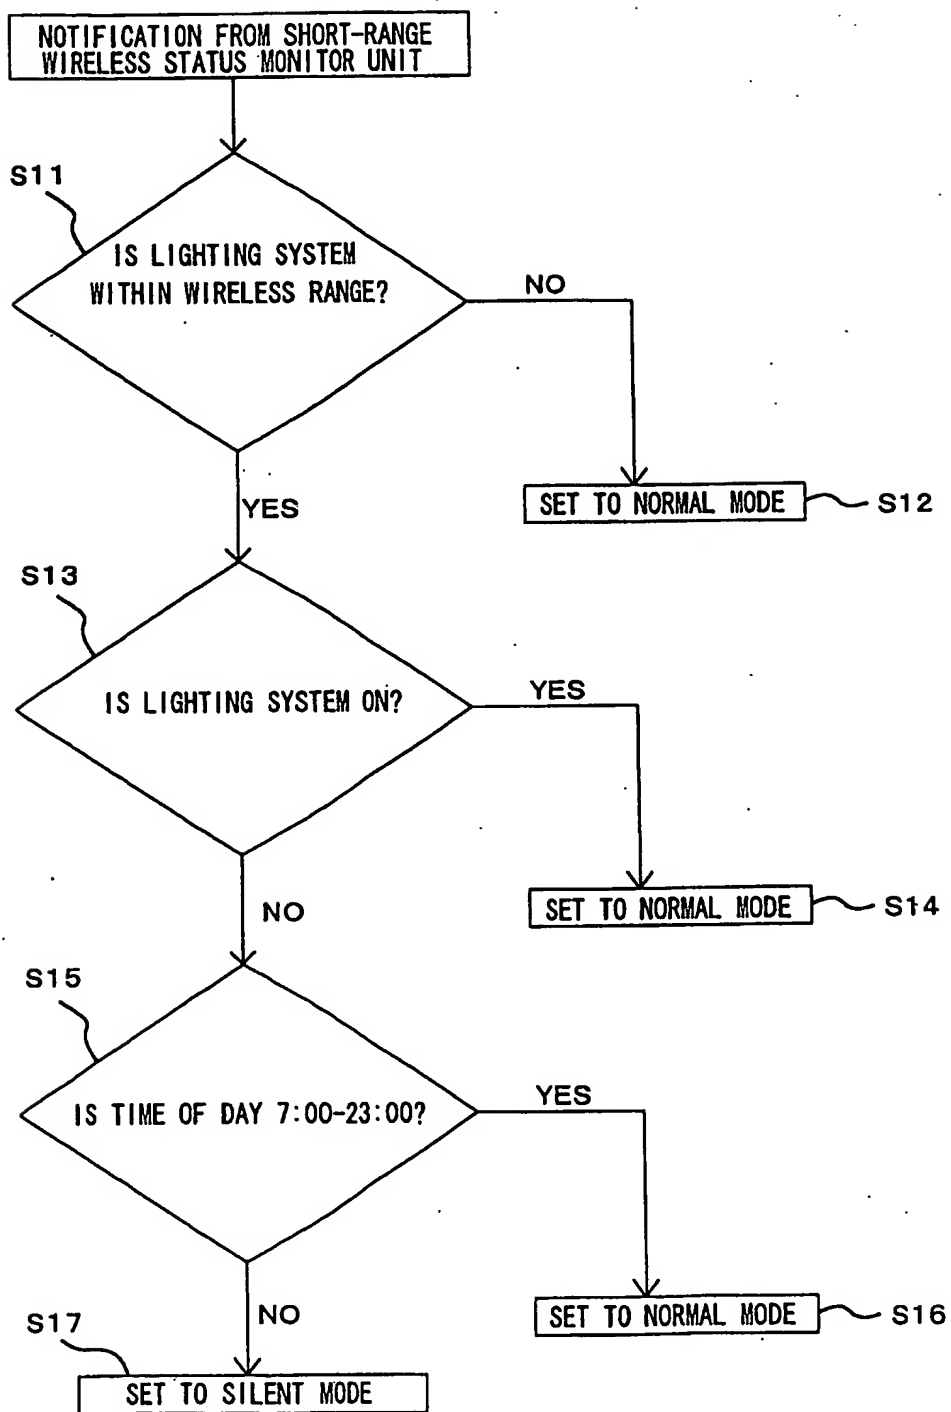 NOTIFICATION FROM SHORT-RANGE
WIRELESS STATUS MONITOR UNIT
S11
IS LIGHTING SYSTEM
WITHIN WIRELESS RANGE?
NO
YES
SET TO NORMAL MODE
S12
S13
IS LIGHTING SYSTEM ON?
YES
NO
SET TO NORMAL MODE
S14
S15
IS TIME OF DAY 7:00-23:00?
YES
NO
SET TO NORMAL MODE
S16
S17
SET TO SILENT MODE